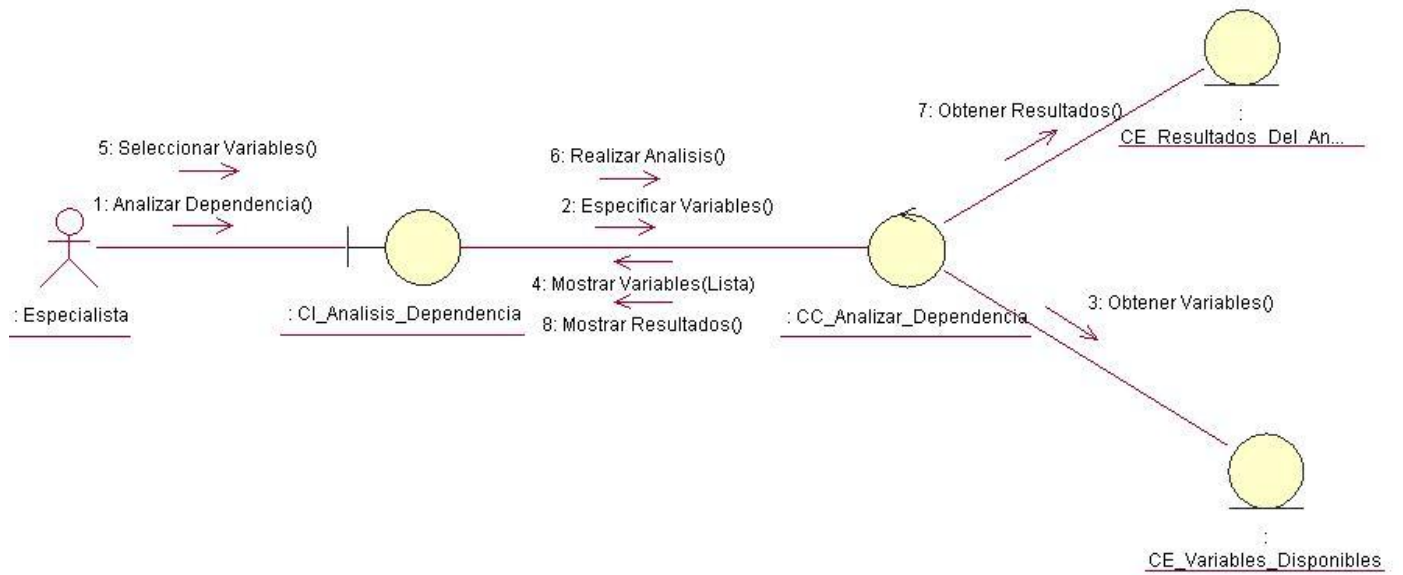 7: Obtener Resultados()
:
CE_Resultados_Del_An...
5: Seleccionar Variables()
6: Realizar Analisis()
1: Analizar Dependencia()
2: Especificar Variables()
4: Mostrar Variables(Lista)
8: Mostrar Resultados()
3: Obtener Variables()
: Especialista
: CI_Analisis_Dependencia
: CC_Analizar_Dependencia
:
CE_Variables_Disponibles